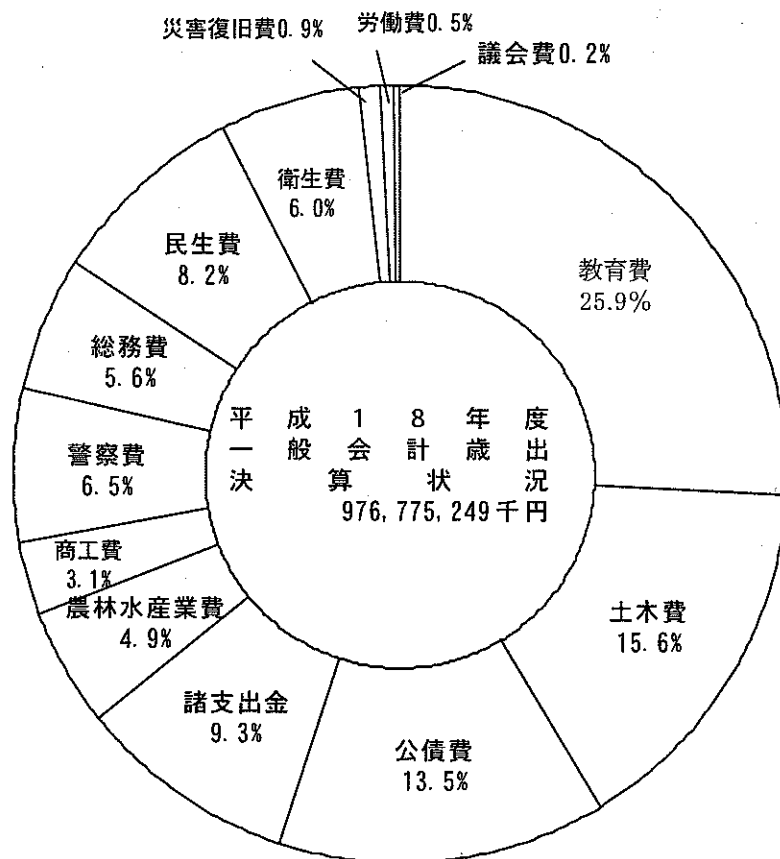 災害復旧費0.9%
労働費0.5%
議会費0.2%
教育費
25.9%
土木費
15.6%
公債費
13.5%
諸支出金
9.3%
農林水産業費
4.9%
商工費
3.1%
警察費
6.5%
総務費
5.6%
民生費
8.2%
衛生費
6.0%
平成18年度
一般会計歳出
決算状況
976,775,249千円